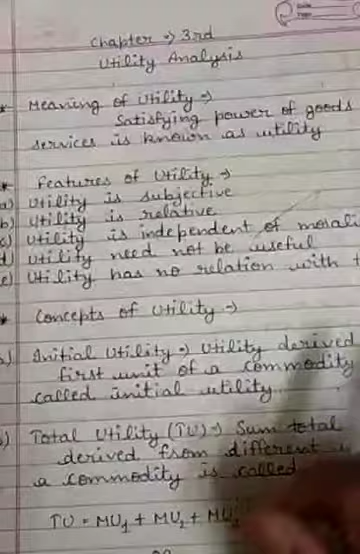 Chapter → 3rd
Utility Analysis
* Meaning of Utility →
Satisfying power of goods
services is known as utility
* Features of Utility →
a) Utility is subjective
b) Utility is relative
c) Utility is independent of
d) Utility need not be useful
e) Utility has no relation with
* Concepts of Utility →
a) Initial Utility → Utility derived
first unit of a commodity
called initial utility.
b) Total Utility (TU) → Sum total
derived from different
a commodity is called
TU = MU1 + MU2 + MU